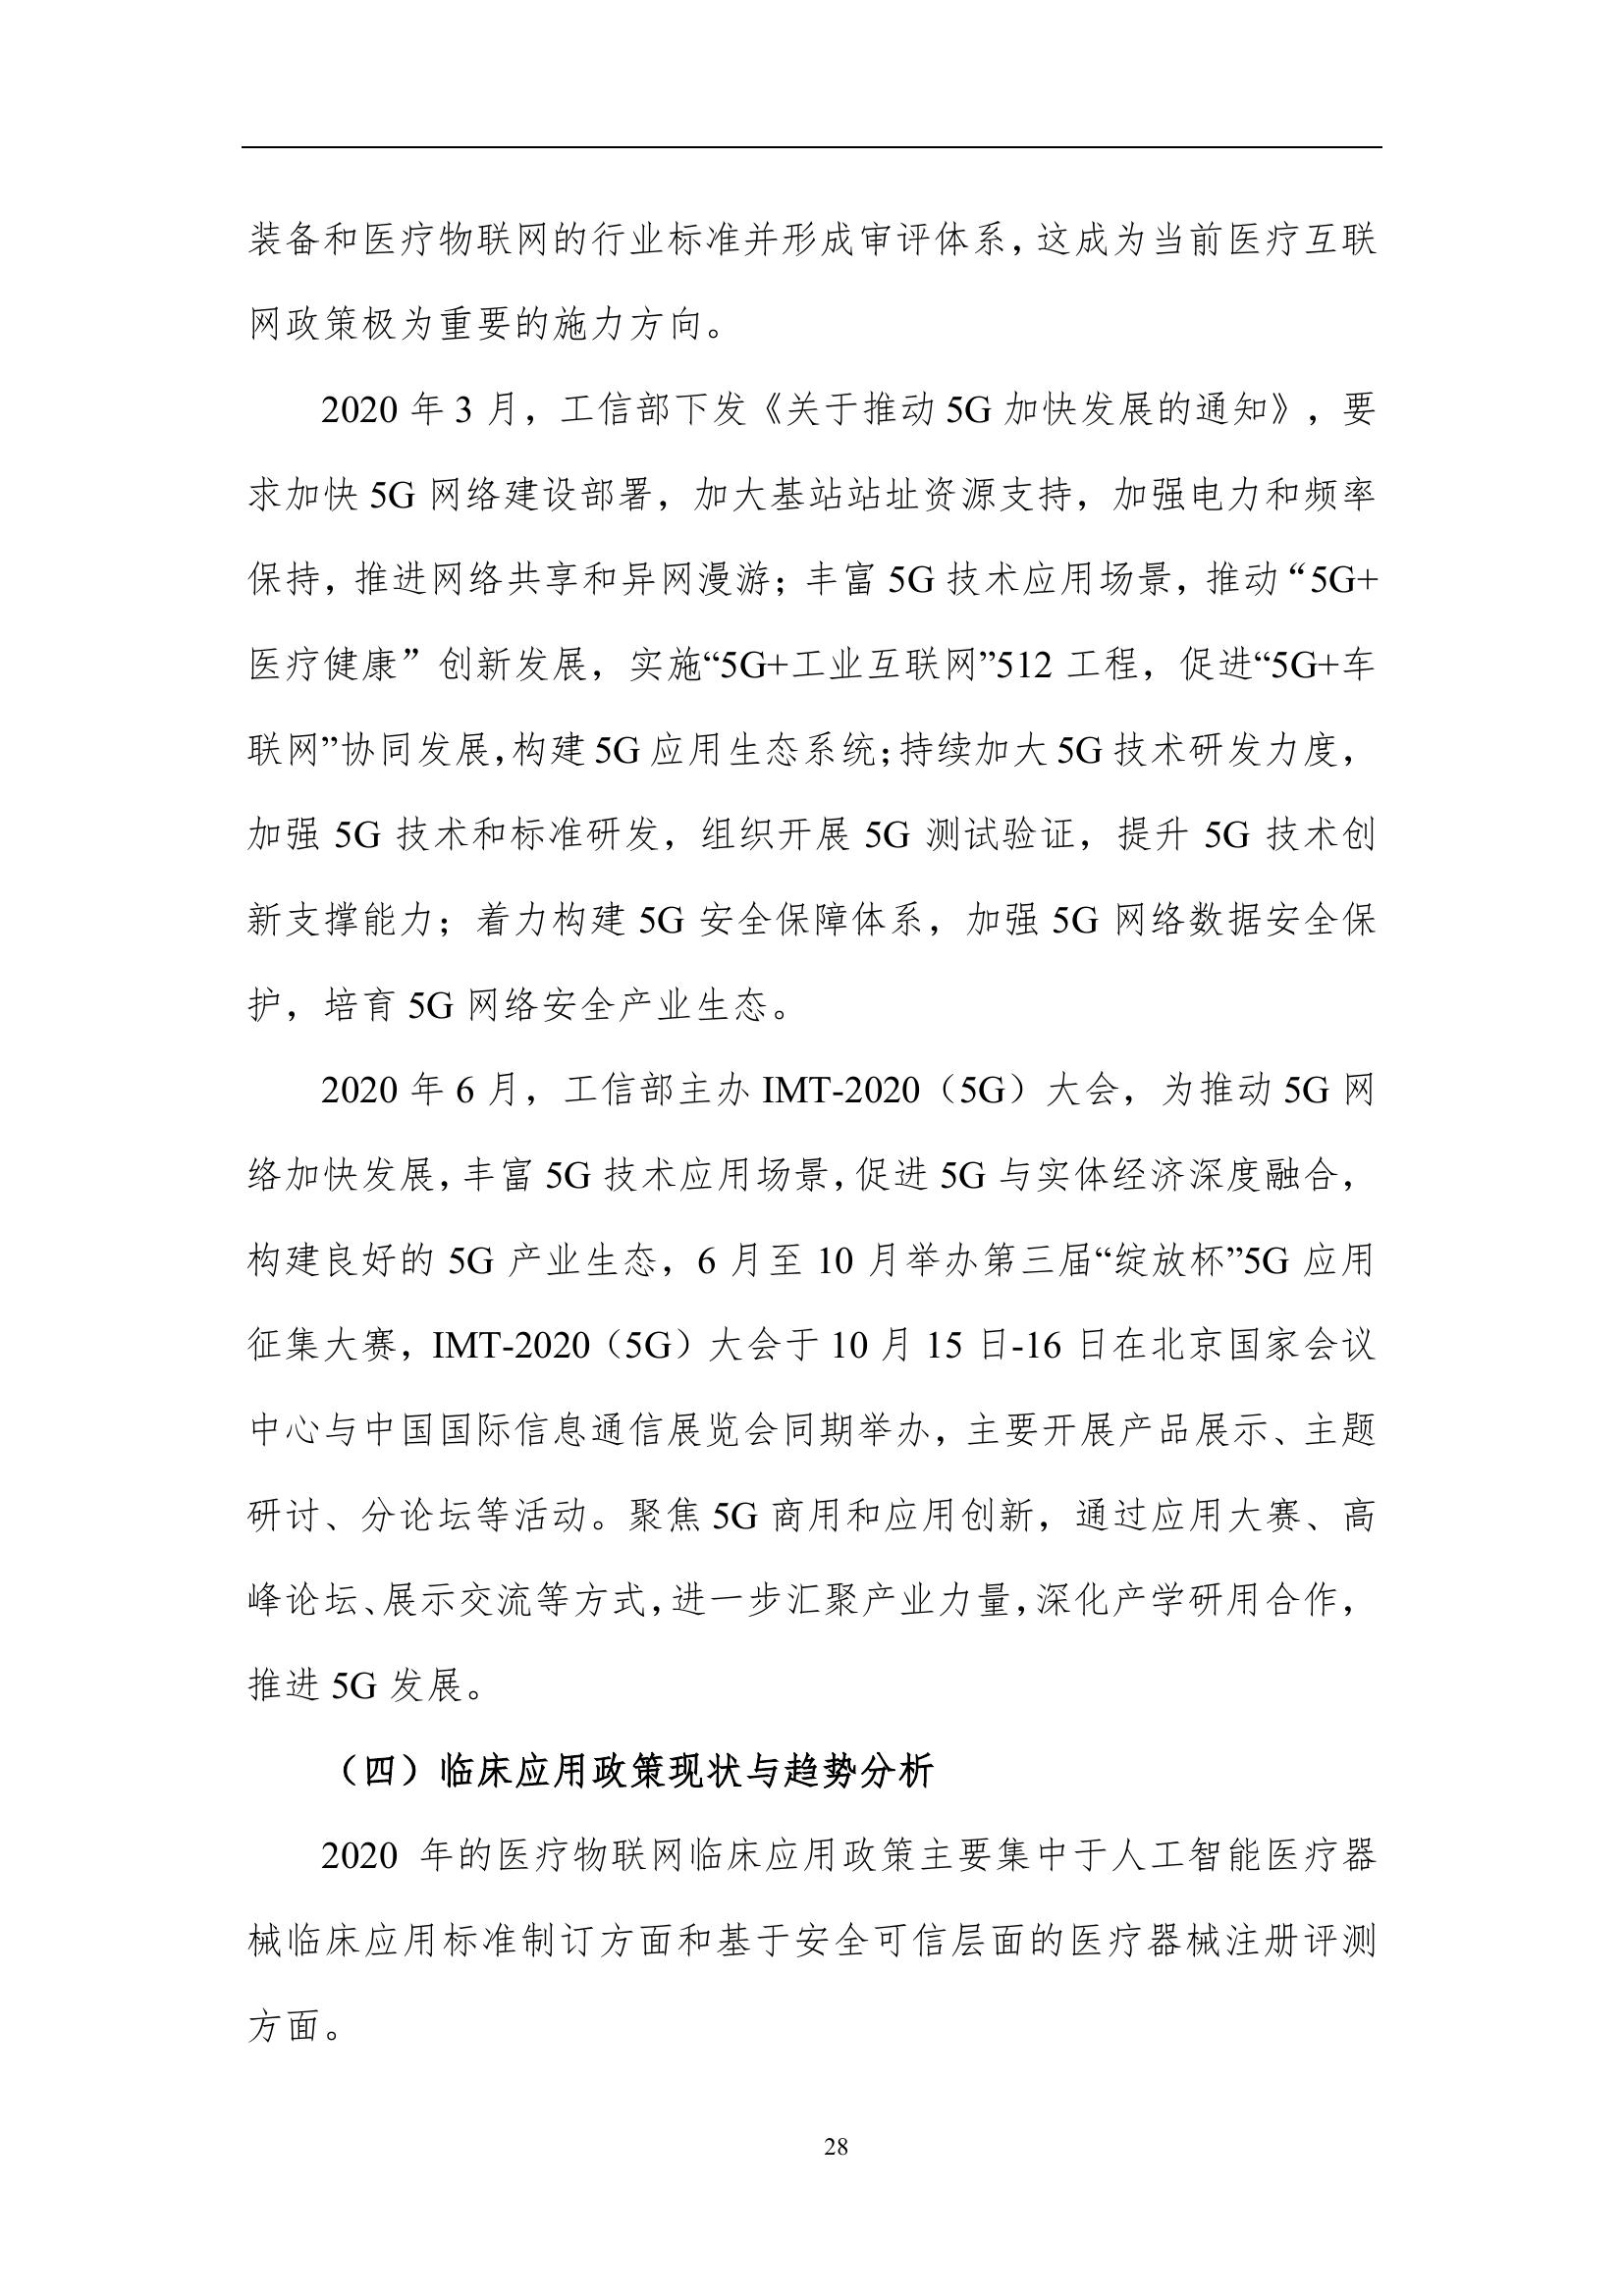 装备和医疗物联网的行业标准并形成审评体系，这成为当前医疗互联
网政策极为重要的施力方向。
2020 年 3 月，工信部下发《关于推动 5G 加快发展的通知》，要
求加快 5G 网络建设部署，加大基站站址资源支持，加强电力和频率
保持，推进网络共享和异网漫游；丰富 5G 技术应用场景，推动“5G+
医疗健康”创新发展，实施“5G+工业互联网”512 工程，促进“5G+车
联网”协同发展，构建 5G 应用生态系统；持续加大 5G 技术研发力度，
加强 5G 技术和标准研发，组织开展 5G 测试验证，提升 5G 技术创
新支撑能力；着力构建 5G 安全保障体系，加强 5G 网络数据安全保
护，培育 5G 网络安全产业生态。
2020 年 6 月，工信部主办 IMT-2020（5G）大会，为推动 5G 网
络加快发展，丰富 5G 技术应用场景，促进 5G 与实体经济深度融合，
构建良好的 5G 产业生态，6 月至 10 月举办第三届“绽放杯”5G 应用
征集大赛，IMT-2020（5G）大会于 10 月 15 日-16 日在北京国家会议
中心与中国国际信息通信展览会同期举办，主要开展产品展示、主题
研讨、分论坛等活动。聚焦 5G 商用和应用创新，通过应用大赛、高
峰论坛、展示交流等方式，进一步汇聚产业力量，深化产学研用合作，
推进 5G 发展。
（四）临床应用政策现状与趋势分析
2020 年的医疗物联网临床应用政策主要集中于人工智能医疗器
械临床应用标准制订方面和基于安全可信层面的医疗器械注册评测
方面。
28